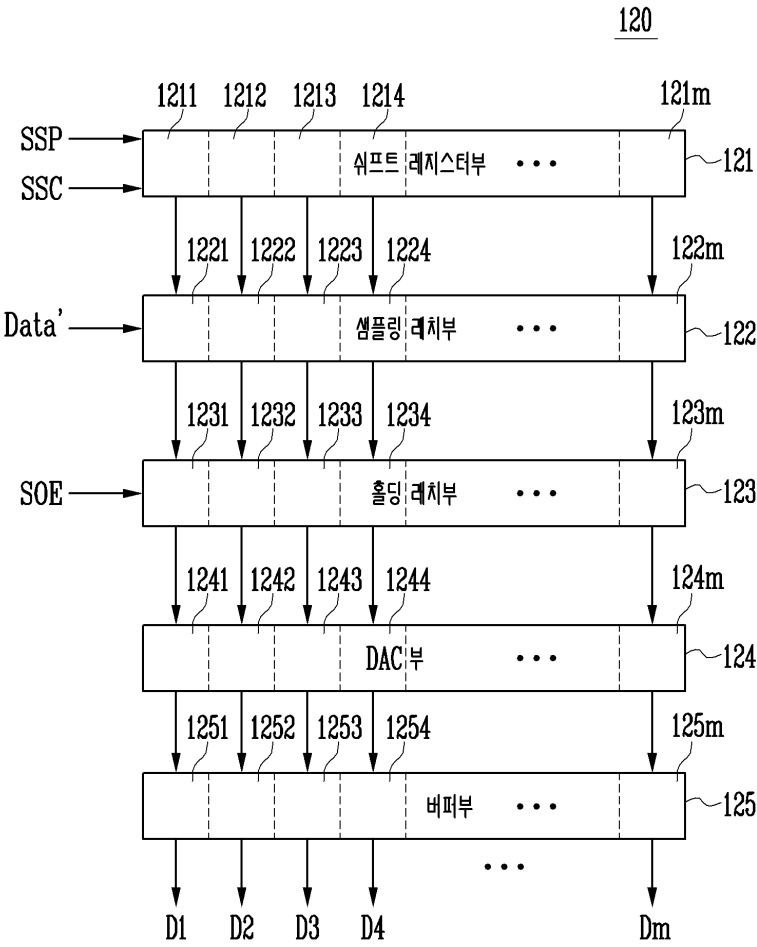 120
1211 1212 1213 1214 121m
SSP
쉬프트 레지스터부 ••• 121
SSC
1221 1222 1223 1224 122m
Data' 샘플링 래치부 ••• 122
1231 1232 1233 1234 123m
SOE 홀딩 래치부 ••• 123
1241 1242 1243 1244 124m
DAC 부 ••• 124
1251 1252 1253 1254 125m
버퍼부 ••• 125
•••
D1 D2 D3 D4 Dm